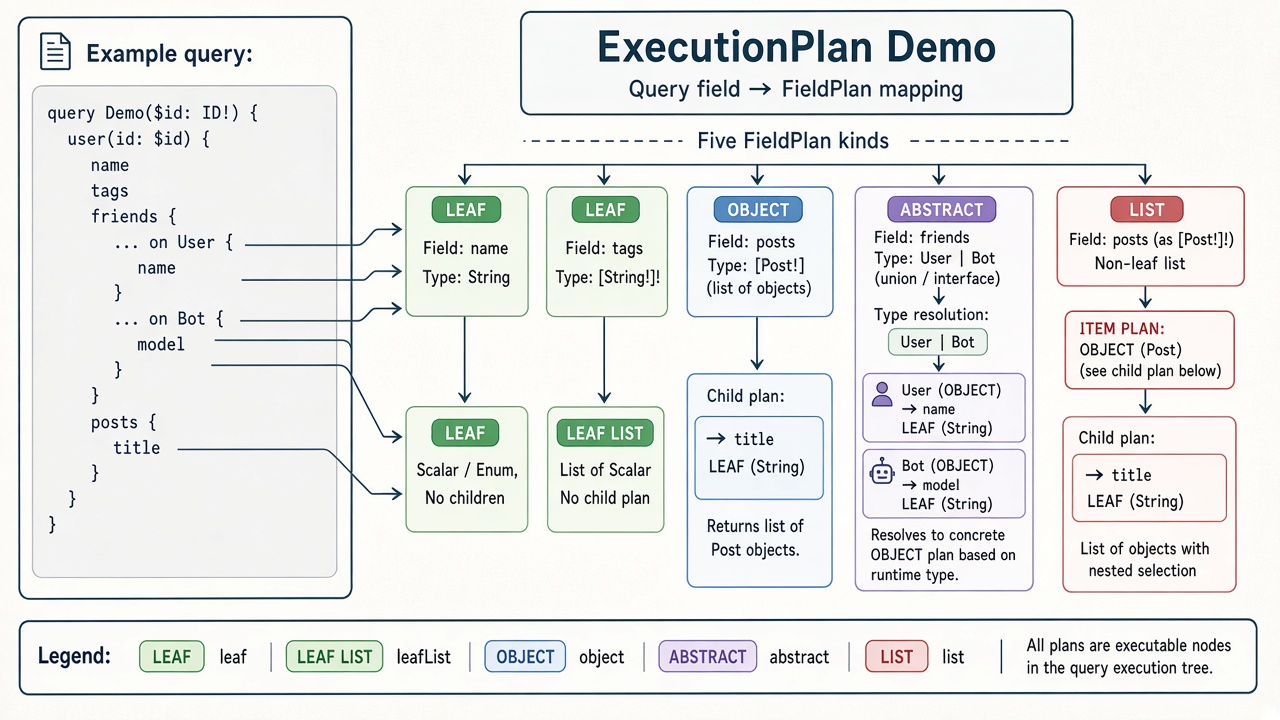 Example query:
query Demo($id: ID!) {
user(id: $id) {
name
tags
friends {
... on User {
name
}
... on Bot {
model
}
}
posts {
title
}
}
}
ExecutionPlan Demo
Query field → FieldPlan mapping
Five FieldPlan kinds
LEAF
Field: name
Type: String
LEAF
Scalar / Enum,
No children
LEAF
Field: tags
Type: [String!]!
LEAF LIST
List of Scalar
No child plan
OBJECT
Field: posts
Type: [Post!]
(list of objects)
Child plan:
→ title
LEAF (String)
Returns list of
Post objects.
ABSTRACT
Field: friends
Type: User | Bot
(union / interface)
Type resolution:
User | Bot
User (OBJECT)
→ name
LEAF (String)
Bot (OBJECT)
→ model
LEAF (String)
Resolves to concrete
OBJECT plan based on
runtime type.
LIST
Field: posts (as [Post!]!)
Non-leaf list
ITEM PLAN:
OBJECT (Post)
(see child plan below)
Child plan:
→ title
LEAF (String)
List of objects with
nested selection
Legend:
LEAF leaf
LEAF LIST leafList
OBJECT object
ABSTRACT abstract
LIST list
All plans are executable nodes
in the query execution tree.